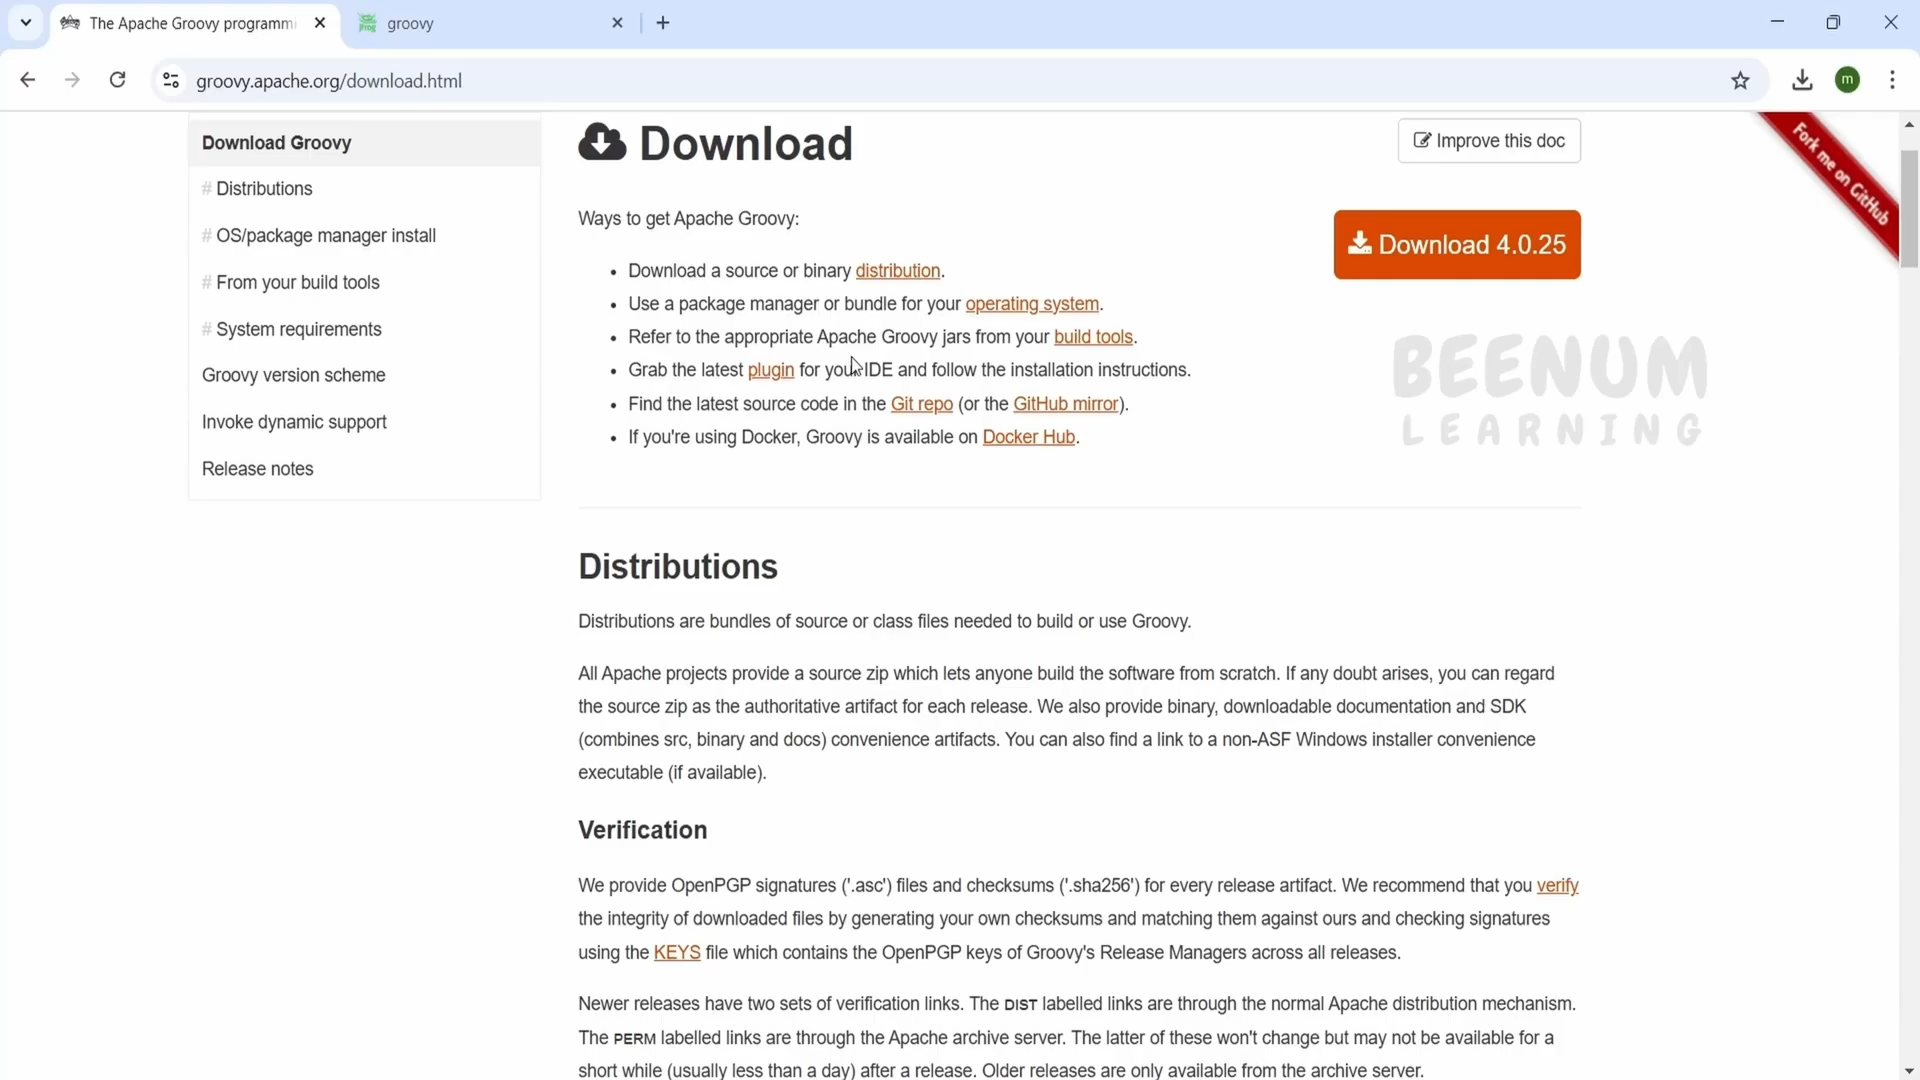 The Apache Groovy programmi
groovy
groovy.apache.org/download.html
m
Download Groovy
# Distributions
# OS/package manager install
# From your build tools
# System requirements
Groovy version scheme
Invoke dynamic support
Release notes
Download
Improve this doc
Fork me on GitHub
Ways to get Apache Groovy:
Download 4.0.25
• Download a source or binary distribution.
• Use a package manager or bundle for your operating system.
• Refer to the appropriate Apache Groovy jars from your build tools.
• Grab the latest plugin for your IDE and follow the installation instructions.
• Find the latest source code in the Git repo (or the GitHub mirror).
• If you're using Docker, Groovy is available on Docker Hub.
BEENUM
LEARNING
Distributions
Distributions are bundles of source or class files needed to build or use Groovy.
All Apache projects provide a source zip which lets anyone build the software from scratch. If any doubt arises, you can regard
the source zip as the authoritative artifact for each release. We also provide binary, downloadable documentation and SDK
(combines src, binary and docs) convenience artifacts. You can also find a link to a non-ASF Windows installer convenience
executable (if available).
Verification
We provide OpenPGP signatures ('.asc') files and checksums ('.sha256') for every release artifact. We recommend that you verify
the integrity of downloaded files by generating your own checksums and matching them against ours and checking signatures
using the KEYS file which contains the OpenPGP keys of Groovy's Release Managers across all releases.
Newer releases have two sets of verification links. The DIST labelled links are through the normal Apache distribution mechanism.
The PERM labelled links are through the Apache archive server. The latter of these won't change but may not be available for a
short while (usually less than a day) after a release. Older releases are only available from the archive server.